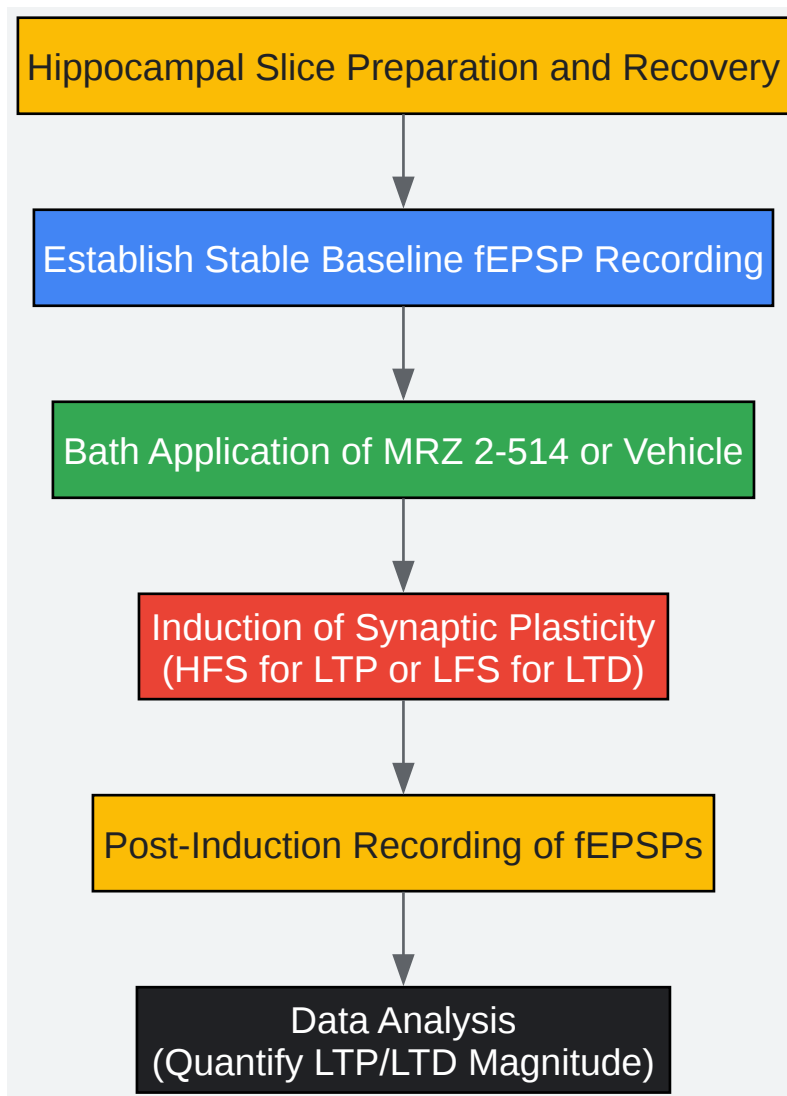 Hippocampal Slice Preparation and Recovery
Establish Stable Baseline fEPSP Recording
Bath Application of MRZ 2-514 or Vehicle
Induction of Synaptic Plasticity
(HFS for LTP or LFS for LTD)
Post-Induction Recording of fEPSPs
Data Analysis
(Quantify LTP/LTD Magnitude)